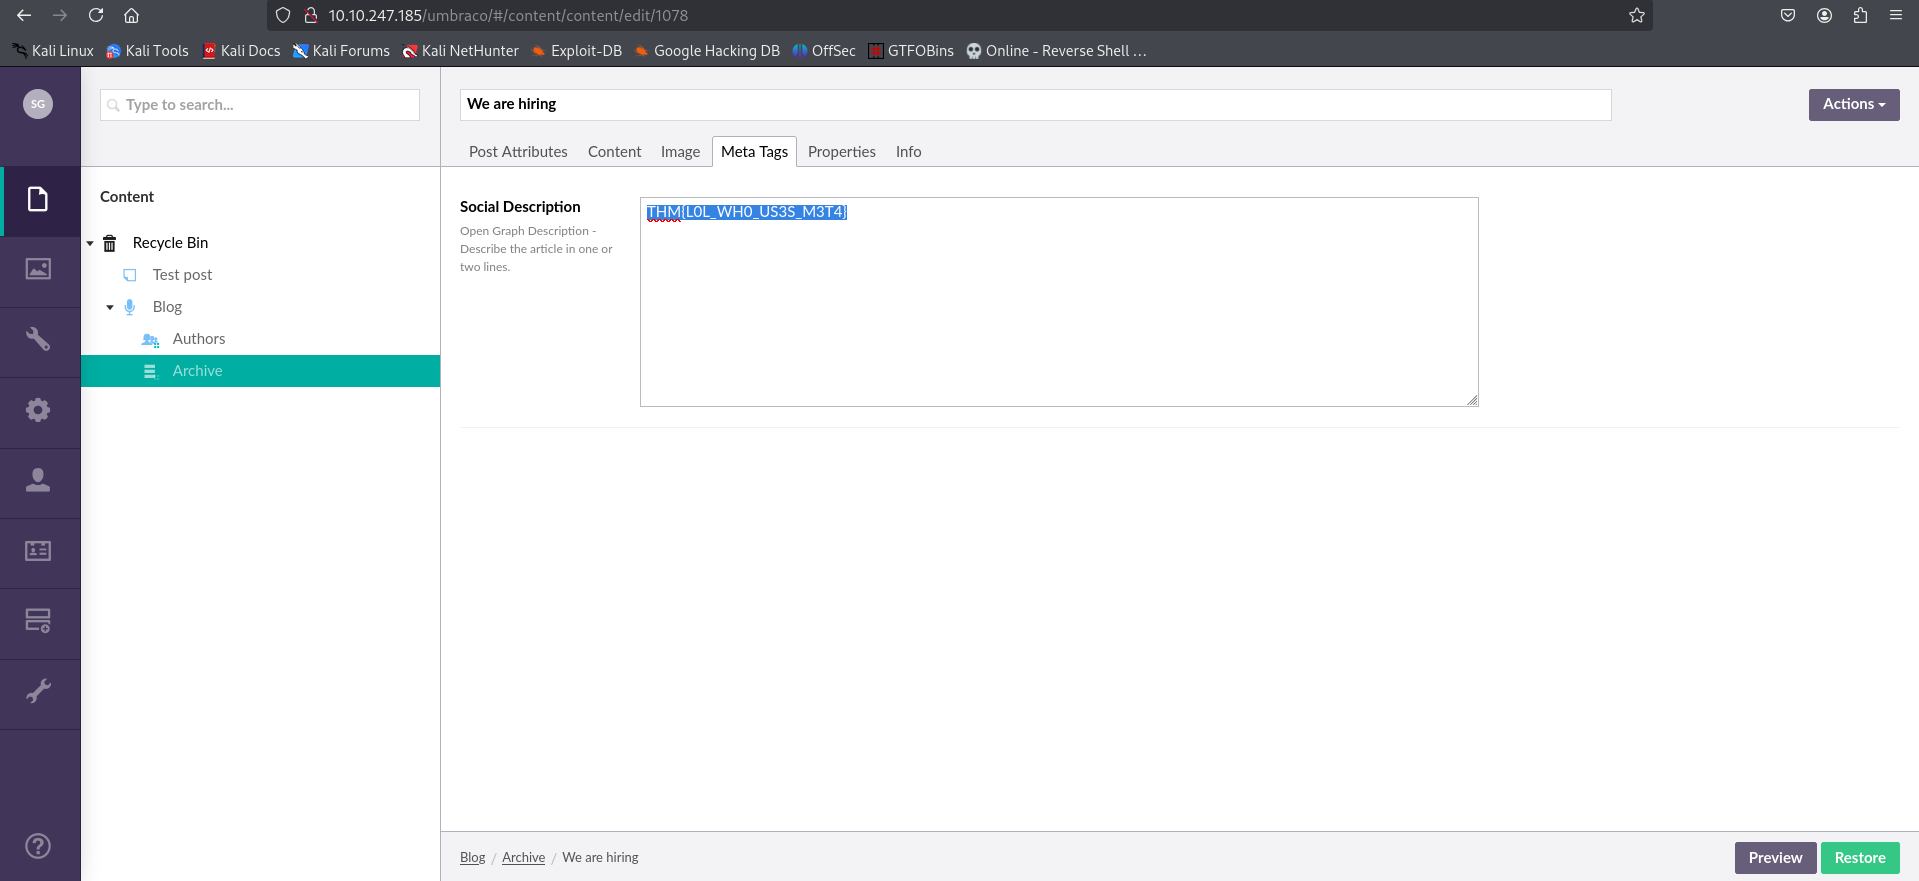 10.10.247.185/umbraco/#/content/content/edit/1078
Kali Linux Kali Tools Kali Docs Kali Forums Kali NetHunter Exploit-DB Google Hacking DB OffSec GTFOBins Online - Reverse Shell …
SG
Type to search...
We are hiring
Actions
Post Attributes Content Image Meta Tags Properties Info
Content
Recycle Bin
Test post
Blog
Authors
Archive
Social Description
Open Graph Description -
Describe the article in one or
two lines.
THM{L0L_WH0_US3S_M3T4}
Blog / Archive / We are hiring
Preview Restore